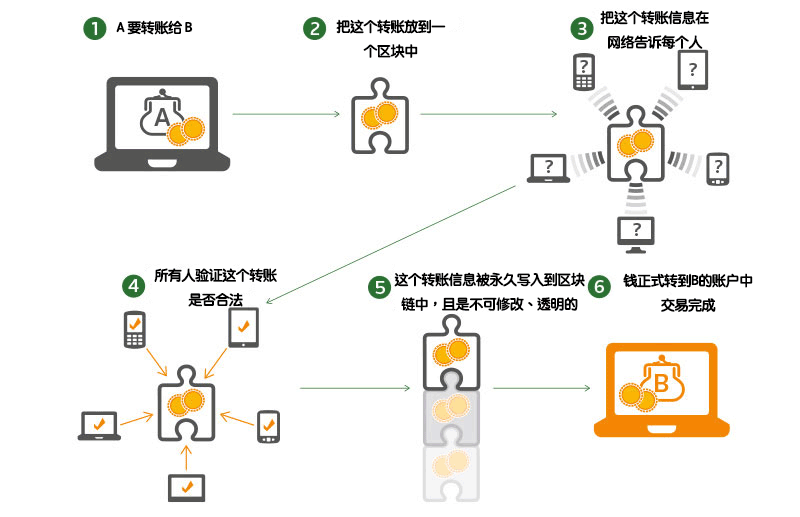 1 A 要转账给 B
2 把这个转账放到一
个区块中
3 把这个转账信息在
网络告诉每个人
A
?
?
?
?
?
4 所有人验证这个转账
是否合法
5 这个转账信息被永久写入到区块
链中，且是不可修改、透明的
6 钱正式转到B的账户中
交易完成
B